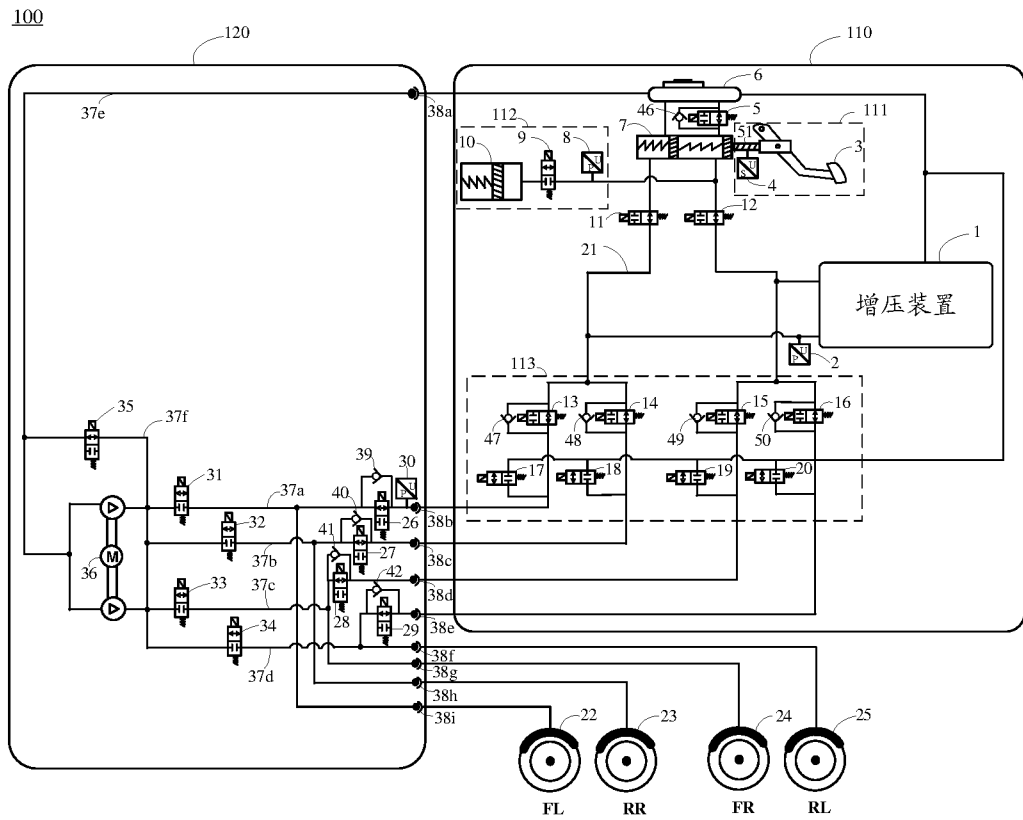 100
120
110
37e
38a
6
46
5
111
112
7
51
9
8
3
10
U
P
U
S
4
11
12
1
21
增压装置
U
P
2
113
35
37f
13
14
15
16
47
48
49
50
39
30
31
37a
40
U
P
17
18
19
20
32
26
38b
41
37b
27
38c
36
M
42
33
37c
38d
28
34
29
38e
38f
37d
38g
38h
38i
22
23
24
25
FL
RR
FR
RL